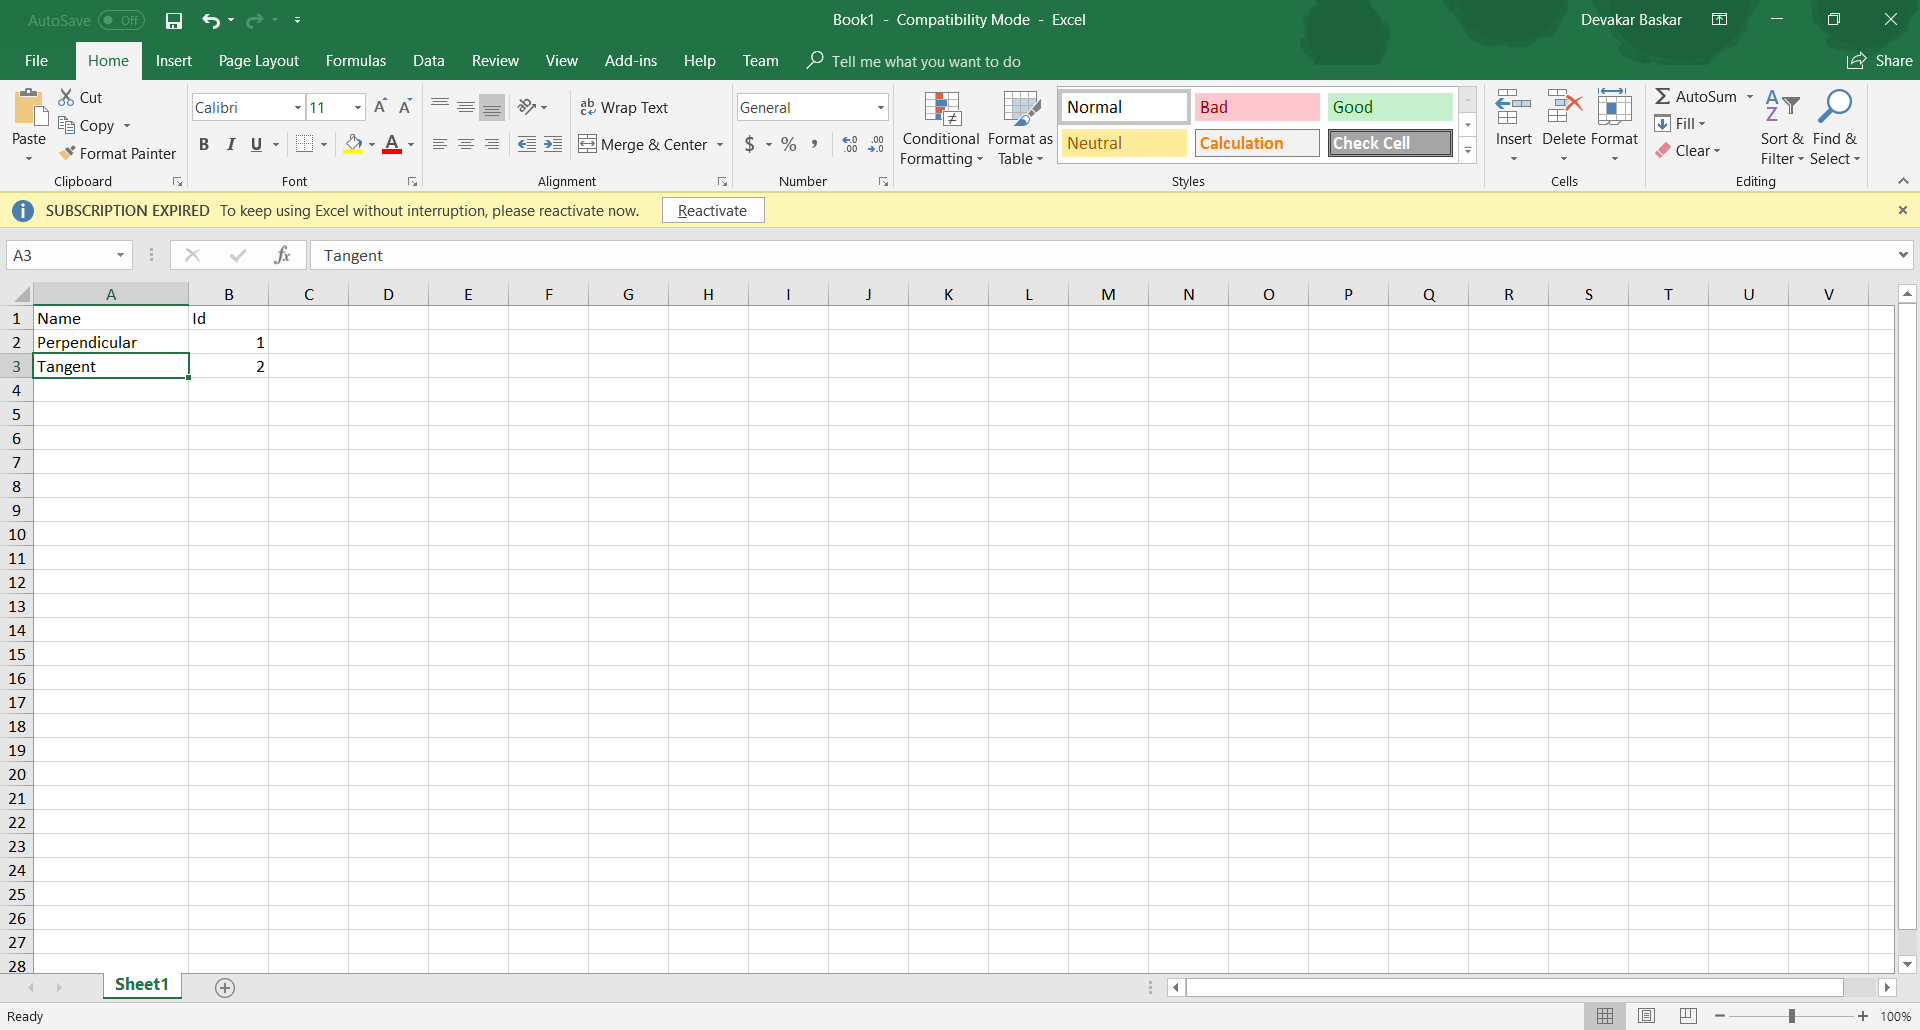 AutoSave Off
Book1 - Compatibility Mode - Excel
Devakar Baskar
File Home Insert Page Layout Formulas Data Review View Add-ins Help Team Tell me what you want to do Share
Paste
Cut
Copy
Format Painter
Clipboard
Calibri 11
B I U A
Font
ab Wrap Text
Merge & Center
Alignment
General
$ % , .00 .0
Number
Conditional Formatting
Format as Table
Normal Bad Good
Neutral Calculation Check Cell
Styles
Insert Delete Format
Cells
AutoSum
Fill
Clear
Sort & Filter
Find & Select
Editing
SUBSCRIPTION EXPIRED To keep using Excel without interruption, please reactivate now. Reactivate
A3 fx Tangent
A B C D E F G H I J K L M N O P Q R S T U V
1 Name Id
2 Perpendicular 1
3 Tangent 2
4
5
6
7
8
9
10
11
12
13
14
15
16
17
18
19
20
21
22
23
24
25
26
27
28
Sheet1
Ready 100%